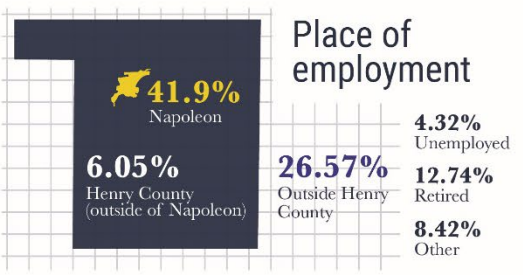 Place of
employment
41.9%
Napoleon
6.05%
Henry County
(outside of Napoleon)
26.57%
Outside Henry
County
4.32%
Unemployed
12.74%
Retired
8.42%
Other